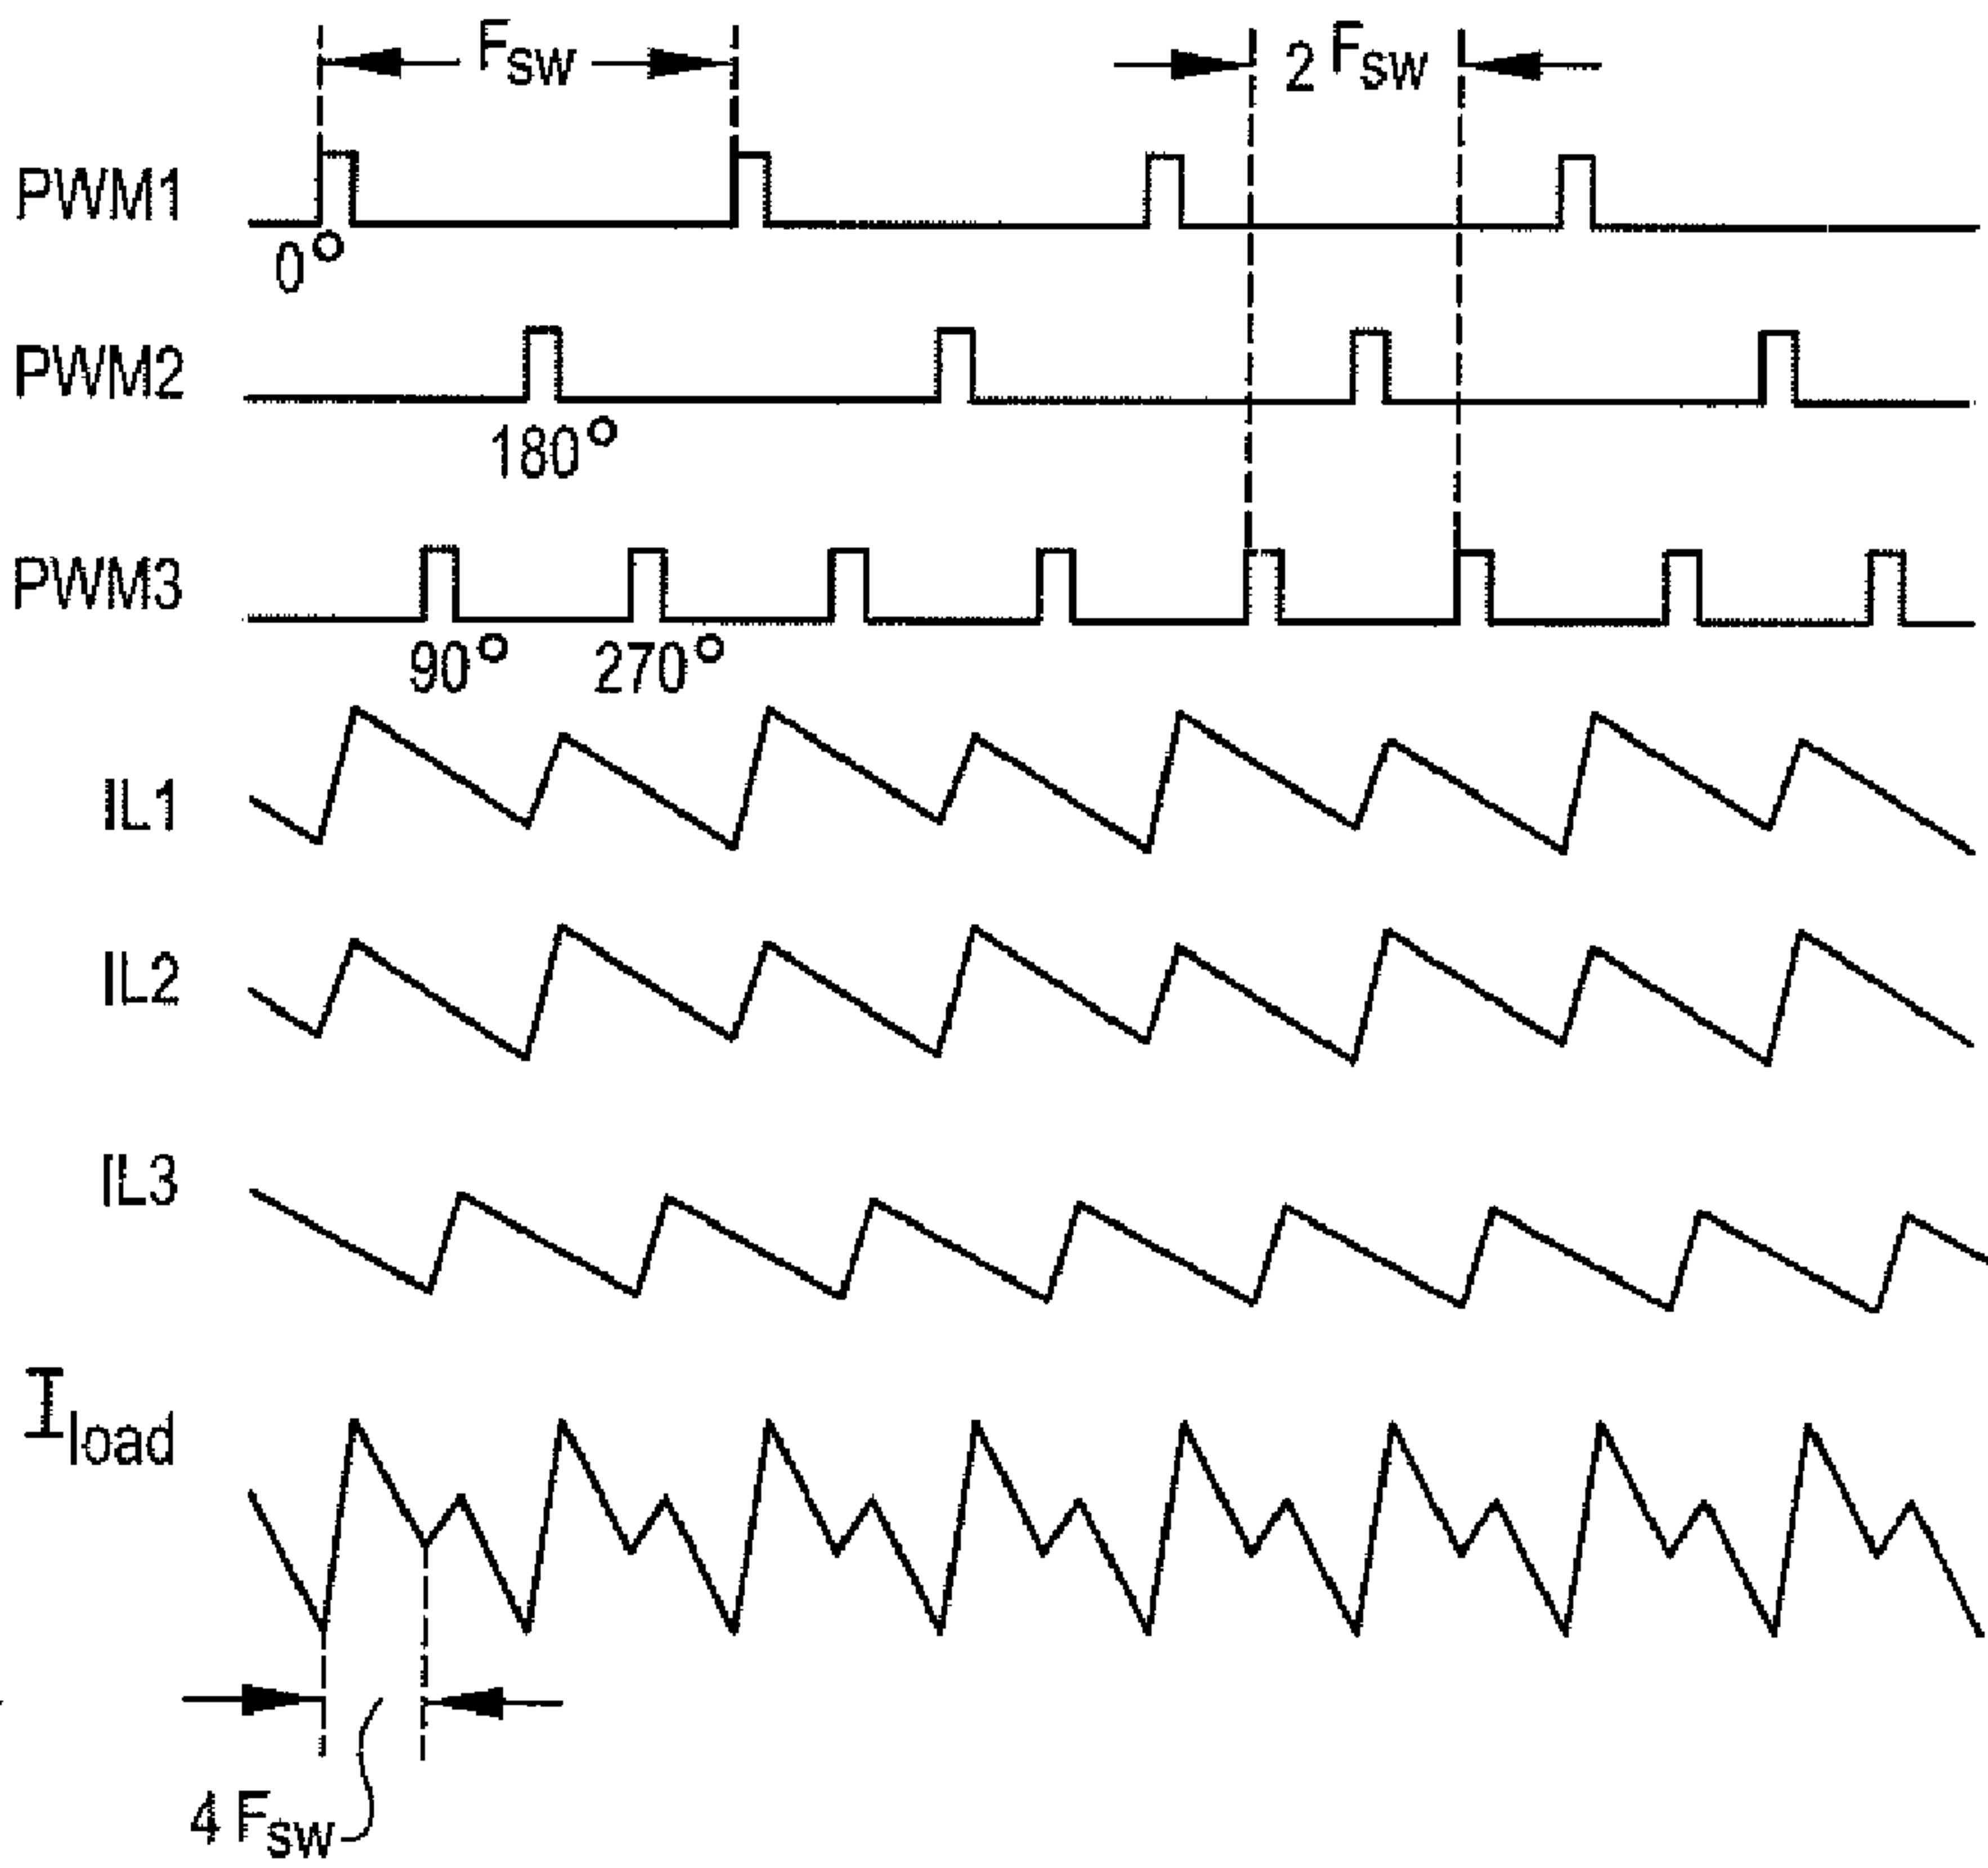 F_SW 2 F_SW
PWM1
0°
PWM2
180°
PWM3
90° 270°
IL1
IL2
IL3
I_load
4 F_SW